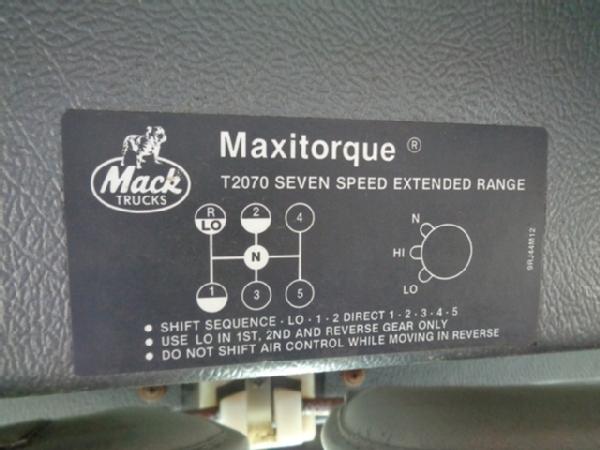 Maxitorque ®
Mack
TRUCKS
T2070 SEVEN SPEED EXTENDED RANGE
R 2 4
LO
N
N
HI
LO
1 3 5
9RJ44M12
• SHIFT SEQUENCE - LO - 1 - 2 DIRECT 1 - 2 - 3 - 4 - 5
• USE LO IN 1ST, 2ND AND REVERSE GEAR ONLY
• DO NOT SHIFT AIR CONTROL WHILE MOVING IN REVERSE